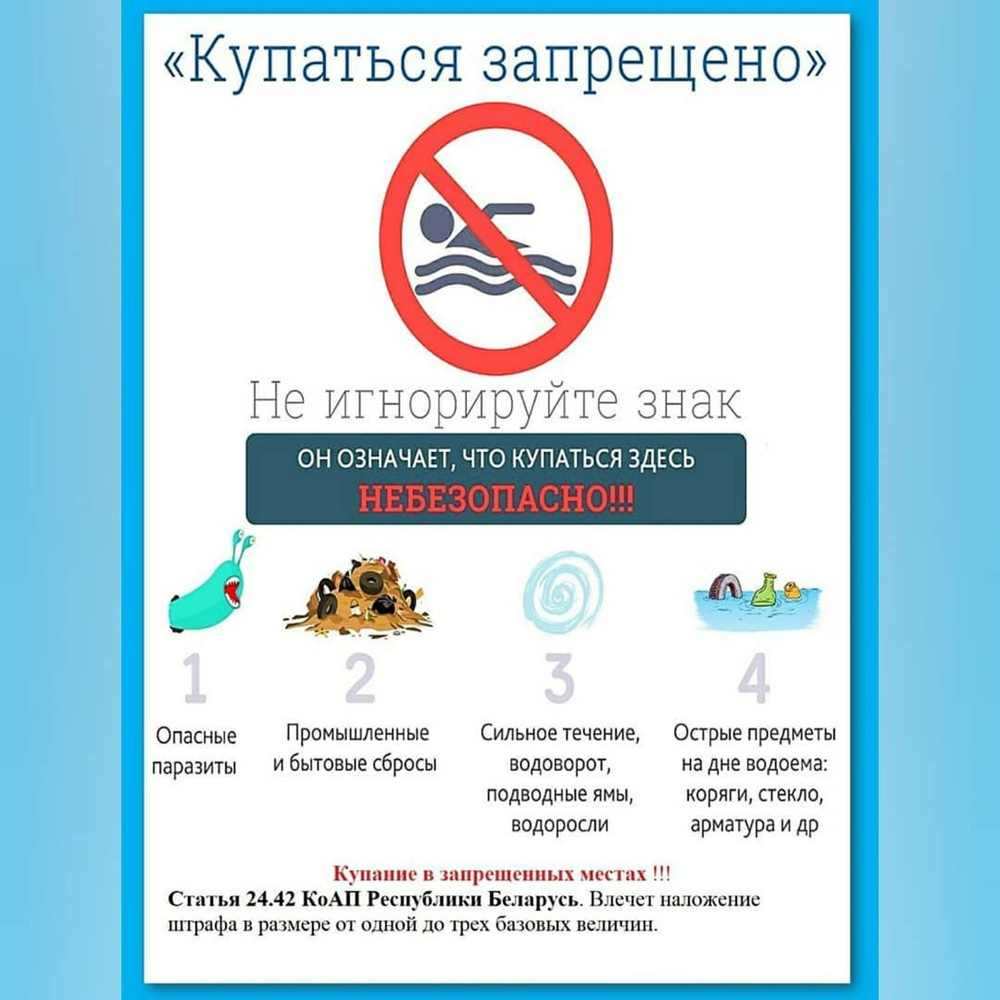 «Купаться запрещено»
Не игнорируйте знак
ОН ОЗНАЧАЕТ, ЧТО КУПАТЬСЯ ЗДЕСЬ
НЕБЕЗОПАСНО!!!
1
Опасные
паразиты
2
Промышленные
и бытовые сбросы
3
Сильное течение,
водоворот,
подводные ямы,
водоросли
4
Острые предметы
на дне водоема:
коряги, стекло,
арматура и др
Купание в запрещенных местах !!!
Статья 24.42 КоАП Республики Беларусь. Влечет наложение
штрафа в размере от одной до трех базовых величин.